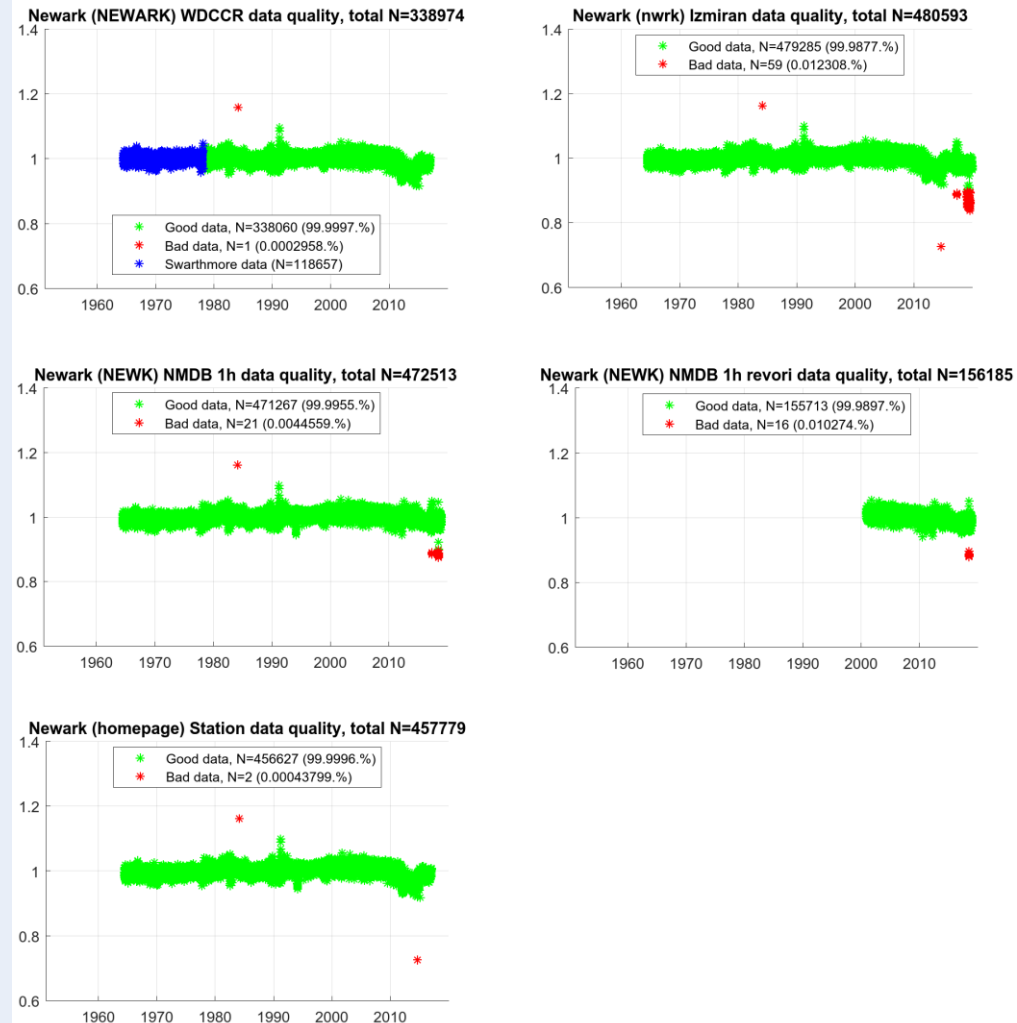 Newark (NEWARK) WDCCR data quality, total N=338974
1.4
1.2
1
0.8
0.6
Good data, N=338060 (99.9997.%)
Bad data, N=1 (0.0002958.%)
Swarthmore data (N=118657)
1960 1970 1980 1990 2000 2010
Newark (nwrk) Izmiran data quality, total N=480593
1.4
Good data, N=479285 (99.9877.%)
Bad data, N=59 (0.012308.%)
1.2
1
0.8
0.6
1960 1970 1980 1990 2000 2010
Newark (NEWK) NMDB 1h data quality, total N=472513
1.4
Good data, N=471267 (99.9955.%)
Bad data, N=21 (0.0044559.%)
1.2
1
0.8
0.6
1960 1970 1980 1990 2000 2010
Newark (NEWK) NMDB 1h revori data quality, total N=156185
1.4
Good data, N=155713 (99.9897.%)
Bad data, N=16 (0.010274.%)
1.2
1
0.8
0.6
1960 1970 1980 1990 2000 2010
Newark (homepage) Station data quality, total N=457779
1.4
Good data, N=456627 (99.9996.%)
Bad data, N=2 (0.00043799.%)
1.2
1
0.8
0.6
1960 1970 1980 1990 2000 2010